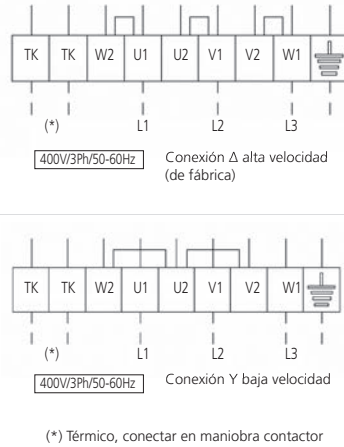 TK TK W2 U1 U2 V1 V2 W1
(*) L1 L2 L3
400V/3Ph/50-60Hz Conexión Δ alta velocidad
(de fábrica)
TK TK W2 U1 U2 V1 V2 W1
(*) L1 L2 L3
400V/3Ph/50-60Hz Conexión Y baja velocidad
(*) Térmico, conectar en maniobra contactor